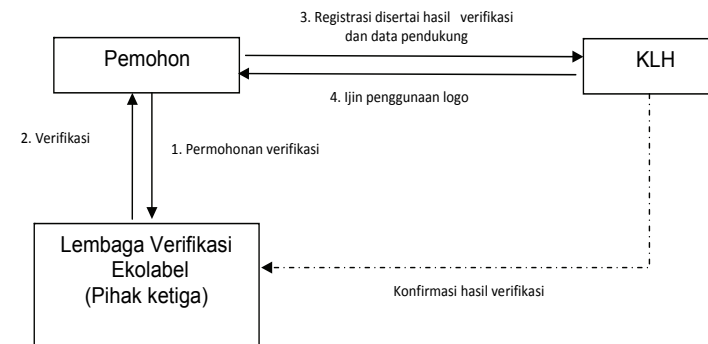 3. Registrasi disertai hasil verifikasi
dan data pendukung
Pemohon
KLH
4. Ijin penggunaan logo
2. Verifikasi
1. Permohonan verifikasi
Lembaga Verifikasi
Ekolabel
(Pihak ketiga)
Konfirmasi hasil verifikasi